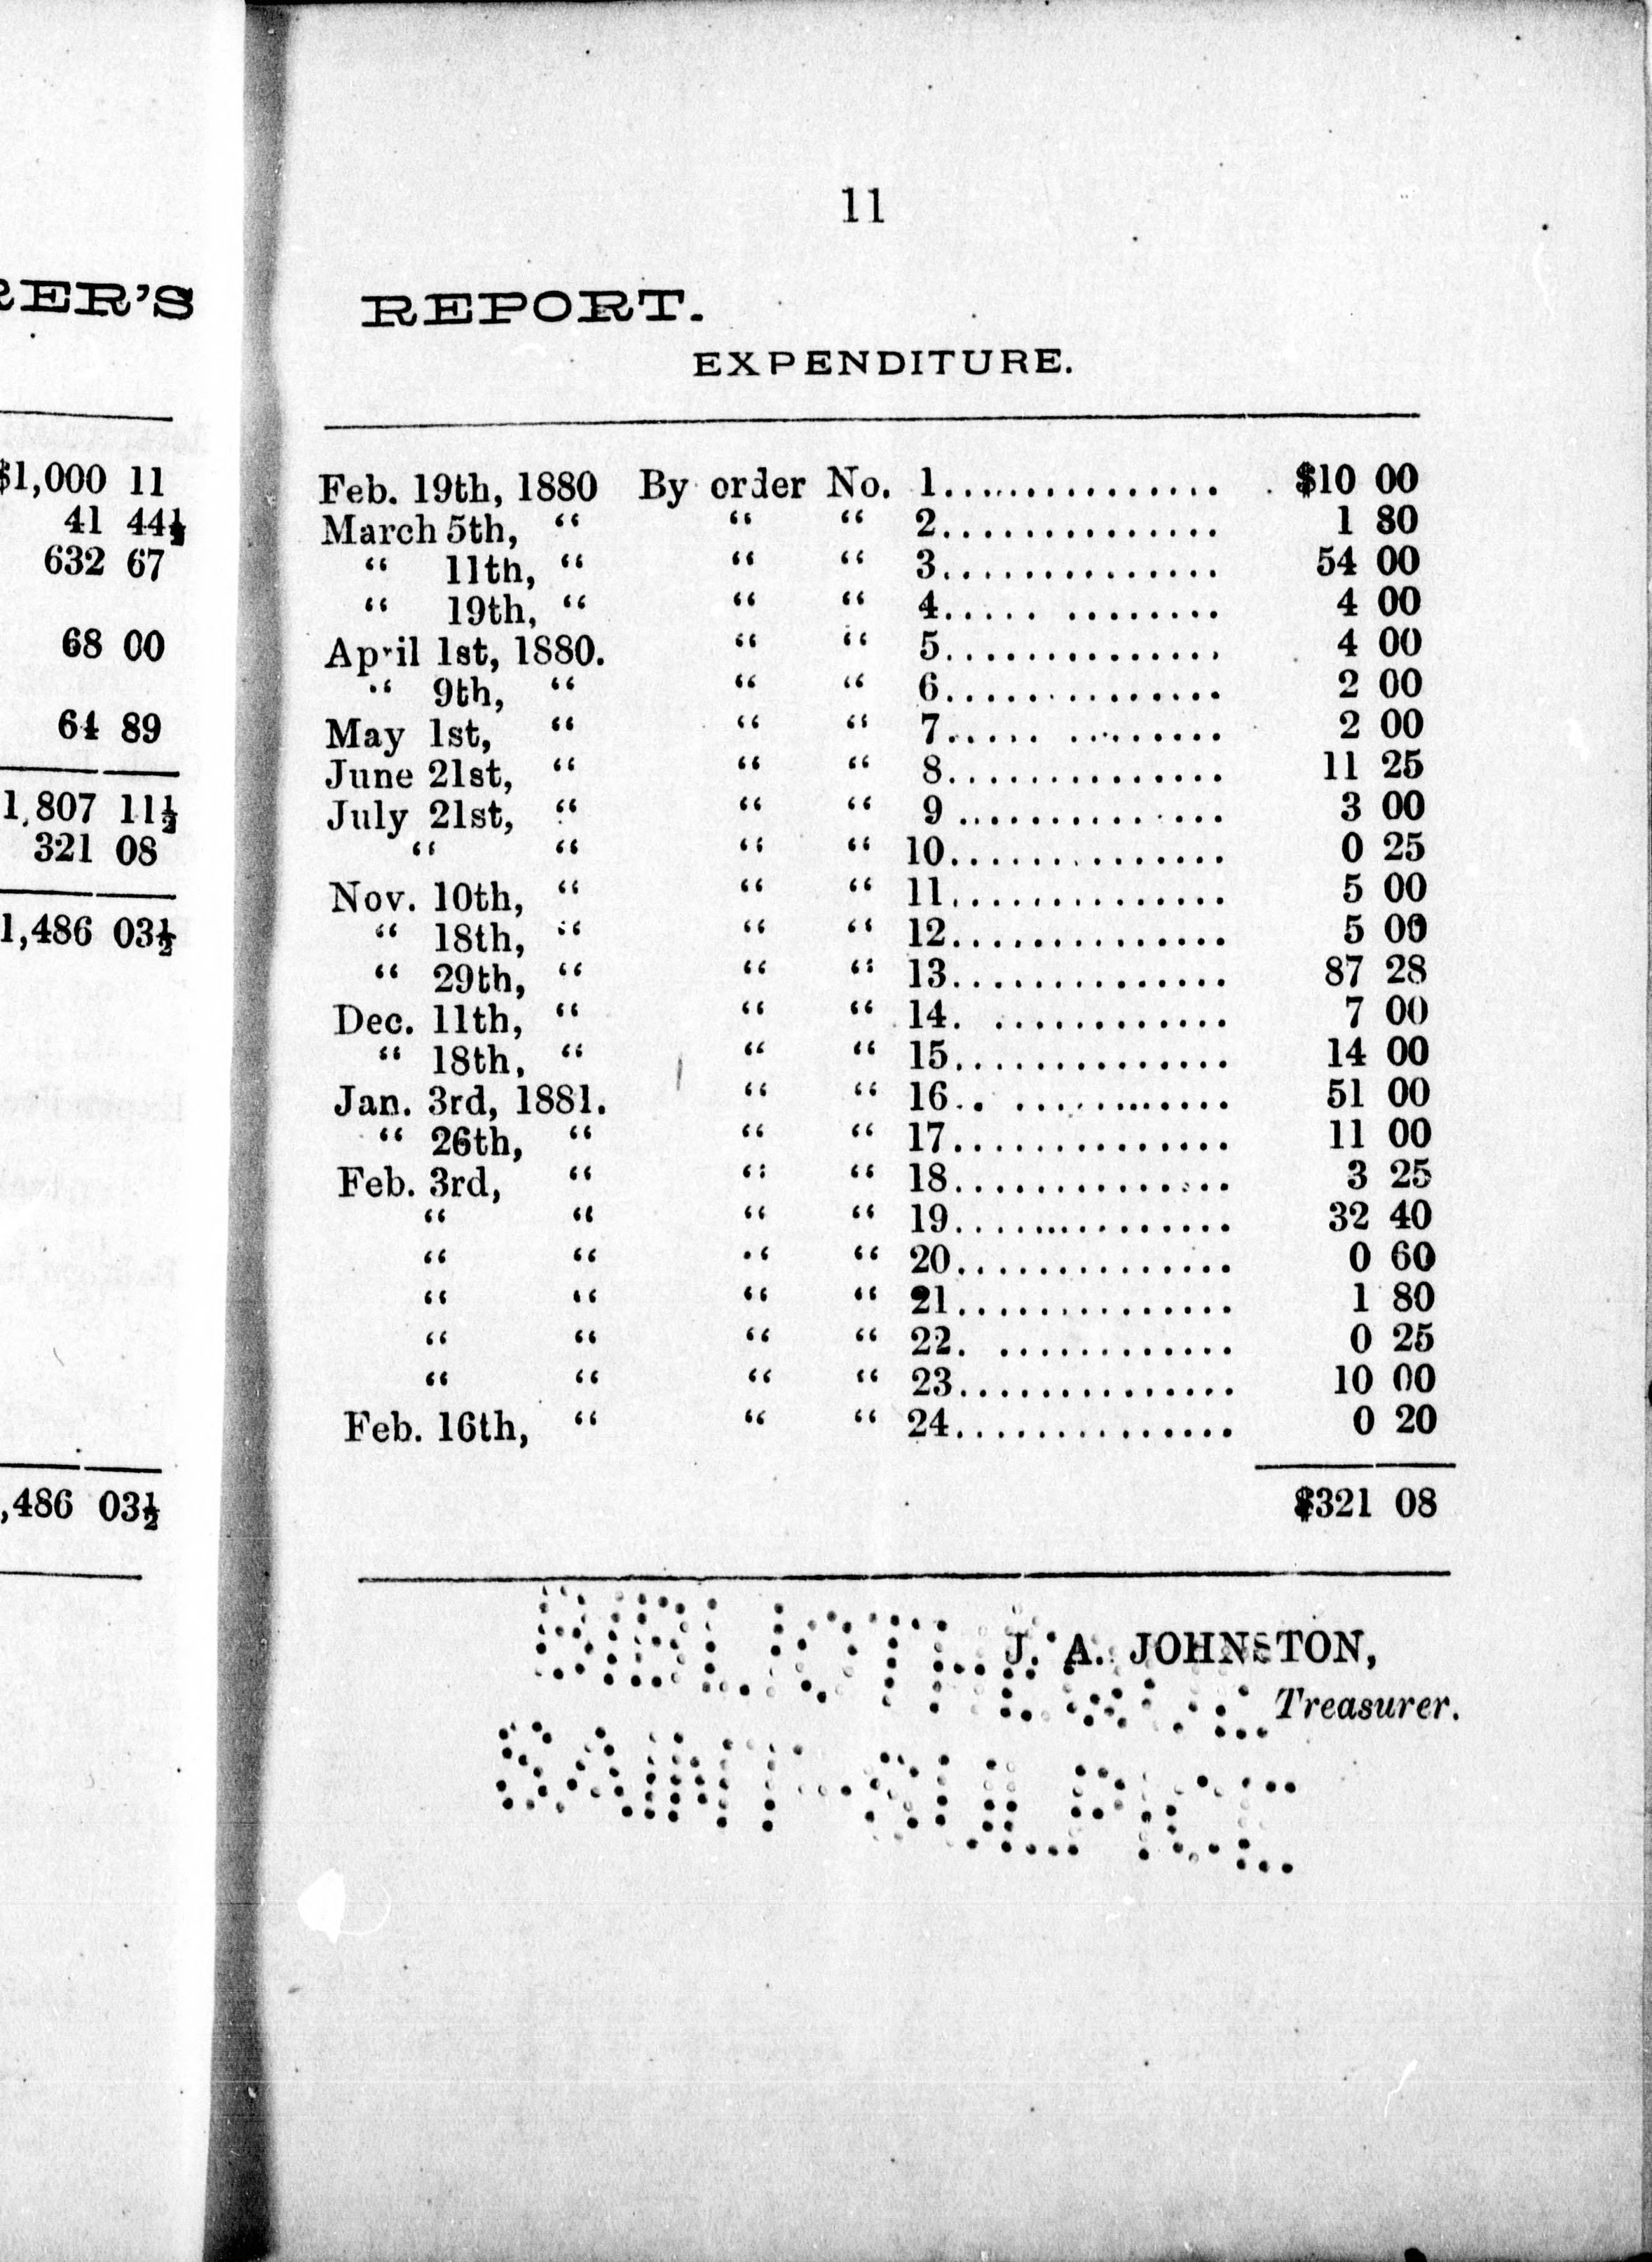 RER'S
$1,000 11
41 44½
632 67
68 00
64 89
1,807 11½
321 08
1,486 03½
,486 03½
11
REPORT.
EXPENDITURE.
Feb. 19th, 1880 By order No. 1............... $10 00
March 5th, “ “ “ 2.............. 1 80
“ 11th, “ “ “ 3.............. 54 00
“ 19th, “ “ “ 4..... ........ 4 00
April 1st, 1880. “ “ 5.............. 4 00
“ 9th, “ “ “ 6.............. 2 00
May 1st, “ “ “ 7..... ........ 2 00
June 21st, “ “ “ 8.............. 11 25
July 21st, “ “ “ 9 ............. 3 00
“ “ “ “ 10.............. 0 25
Nov. 10th, “ “ “ 11.............. 5 00
“ 18th, “ “ “ 12.............. 5 00
“ 29th, “ “ “ 13.............. 87 28
Dec. 11th, “ “ “ 14. ............ 7 00
“ 18th, “ “ “ 15.............. 14 00
Jan. 3rd, 1881. “ “ 16.. ........... 51 00
“ 26th, “ “ “ 17.............. 11 00
Feb. 3rd, “ “ “ 18.............. 3 25
“ “ “ “ 19.............. 32 40
“ “ “ “ 20.............. 0 60
“ “ “ “ 21.............. 1 80
“ “ “ “ 22. ............ 0 25
“ “ “ “ 23.............. 10 00
Feb. 16th, “ “ “ 24.............. 0 20
$321 08
J. A. JOHNSTON,
Treasurer.
BIBLIOTHEQUE
SAINT-SULPICE